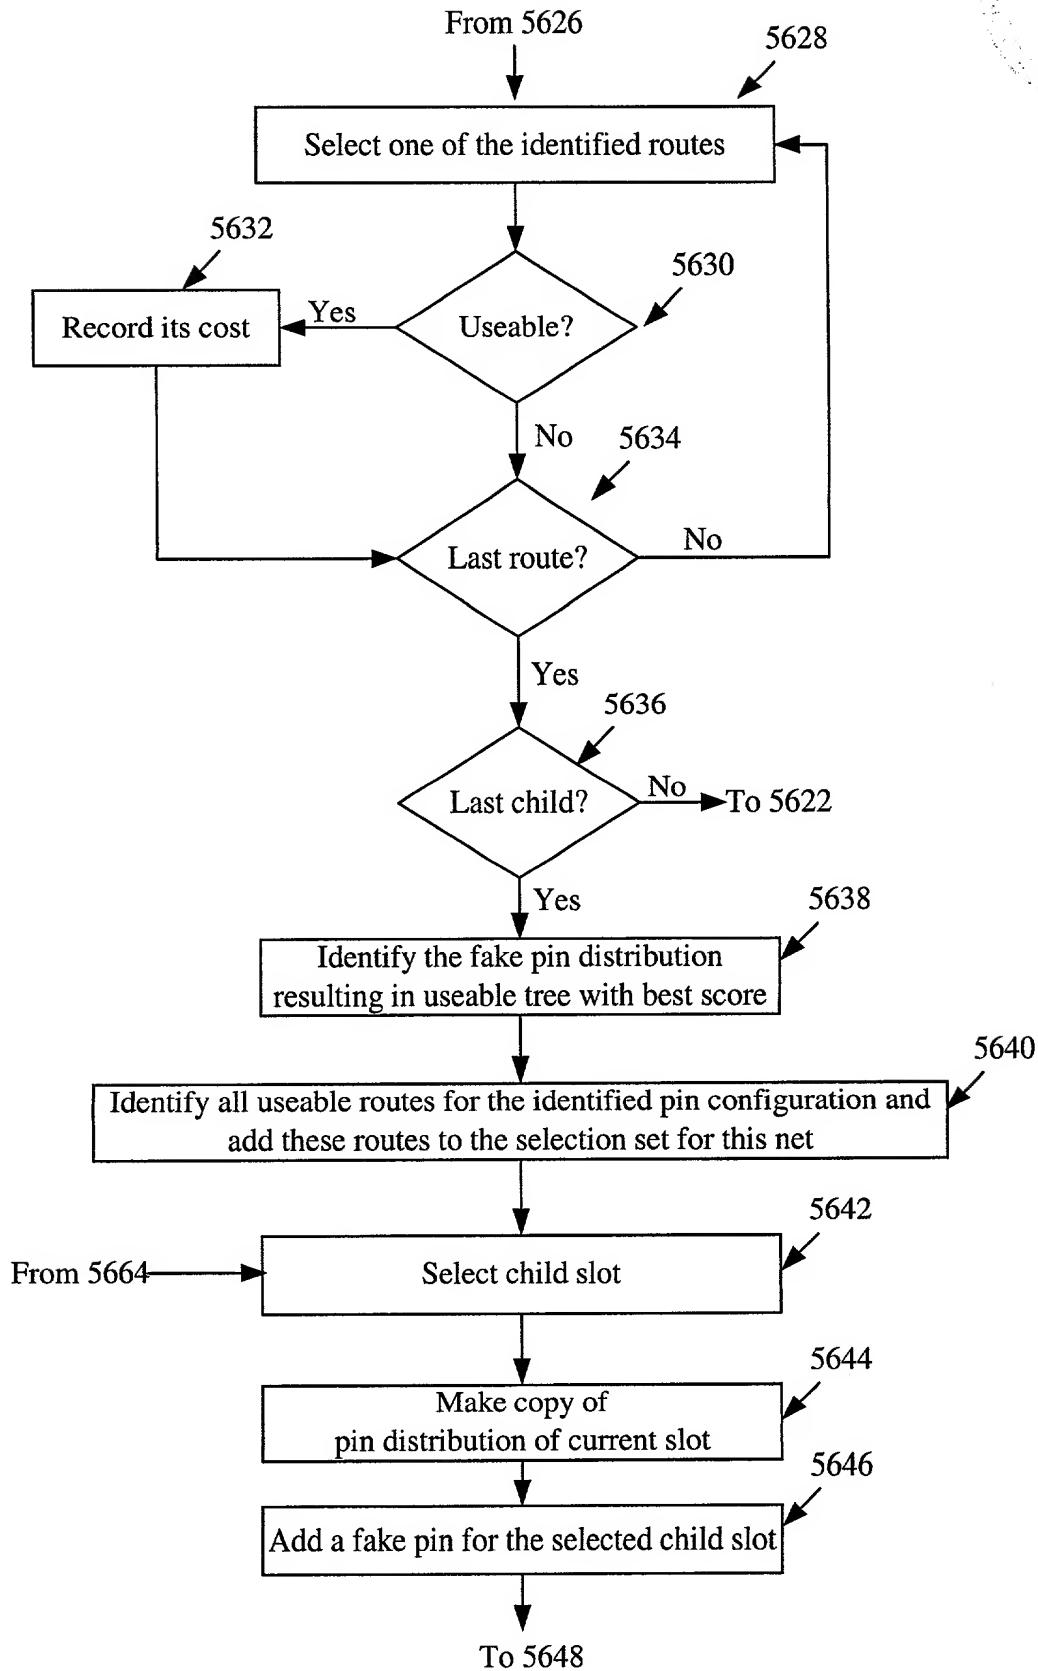 From 5626
5628
Select one of the identified routes
5632
5630
Record its cost
Yes
Useable?
No
5634
Last route?
No
Yes
5636
Last child?
No
To 5622
Yes
5638
Identify the fake pin distribution
resulting in useable tree with best score
5640
Identify all useable routes for the identified pin configuration and
add these routes to the selection set for this net
5642
From 5664
Select child slot
5644
Make copy of
pin distribution of current slot
5646
Add a fake pin for the selected child slot
To 5648